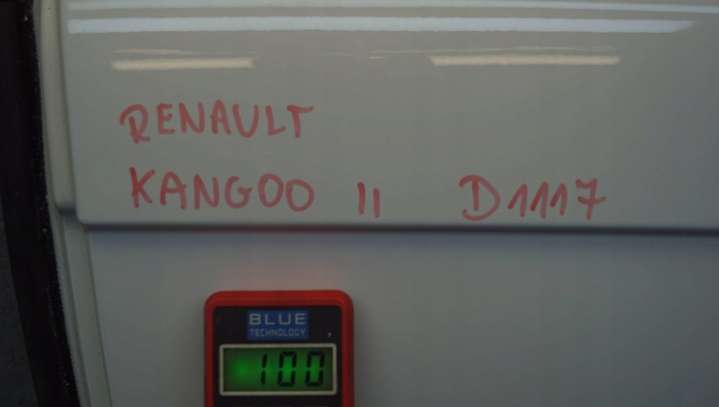 RENAULT
KANGOO II D1117
BLUE
TECHNOLOGY
100